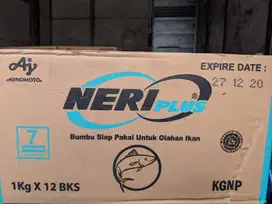 AJINOMOTO®
EXPIRE DATE :
27 12 20
NERI PLUS
7
Bumbu Siap Pakai Untuk Olahan Ikan
1Kg X 12 BKS
KGNP